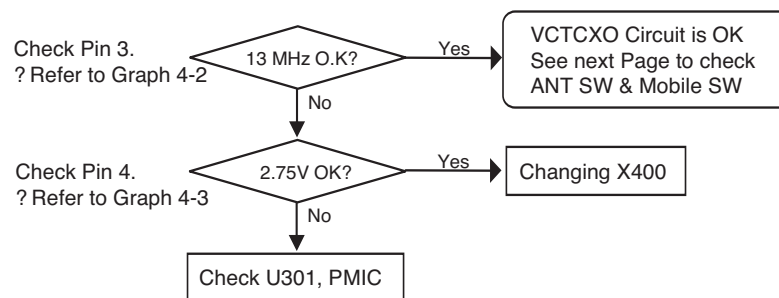 Check Pin 3.
? Refer to Graph 4-2
13 MHz O.K?
Yes
VCTCXO Circuit is OK
See next Page to check
ANT SW & Mobile SW
No
Check Pin 4.
? Refer to Graph 4-3
2.75V OK?
Yes
Changing X400
No
Check U301, PMIC